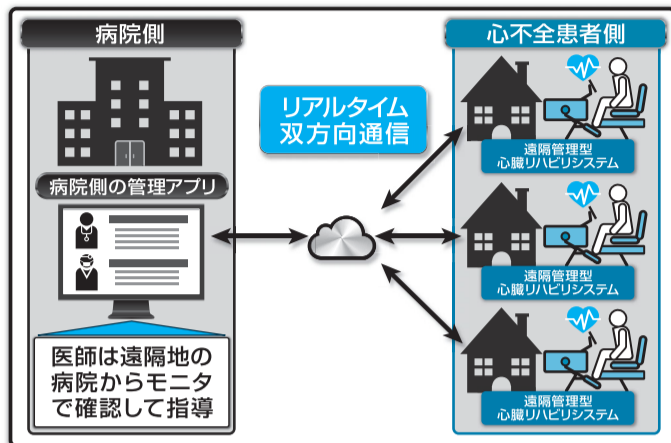 病院側
病院側の管理アプリ
医師は遠隔地の
病院からモニタ
で確認して指導
リアルタイム
双方向通信
心不全患者側
遠隔管理型
心臓リハビリシステム
遠隔管理型
心臓リハビリシステム
遠隔管理型
心臓リハビリシステム